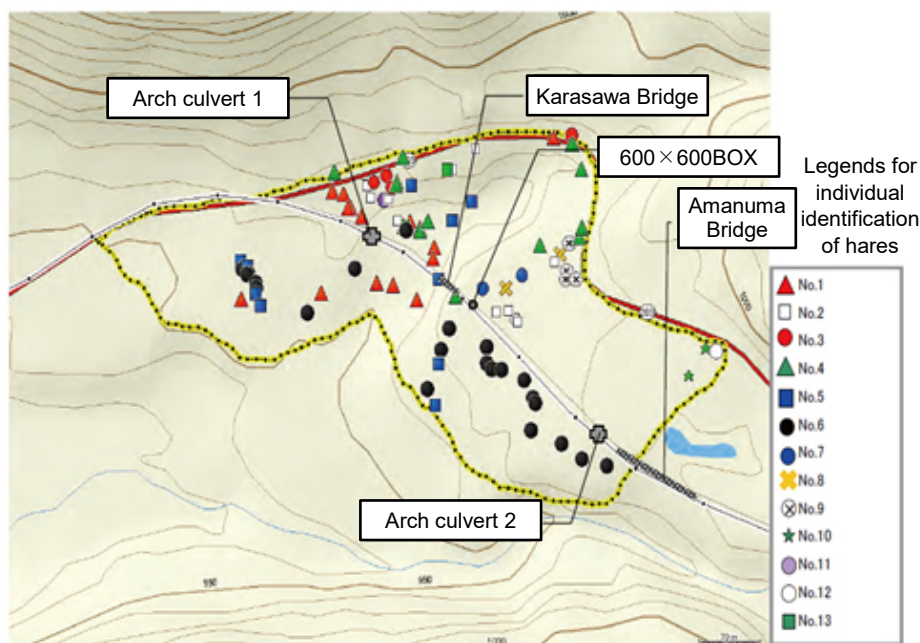 Arch culvert 1
Karasawa Bridge
600×600BOX
Amanuma
Bridge
Legends for
individual
identification
of hares
No.1
No.2
No.3
No.4
No.5
No.6
No.7
No.8
No.9
No.10
No.11
No.12
No.13
Arch culvert 2
990
990
1000